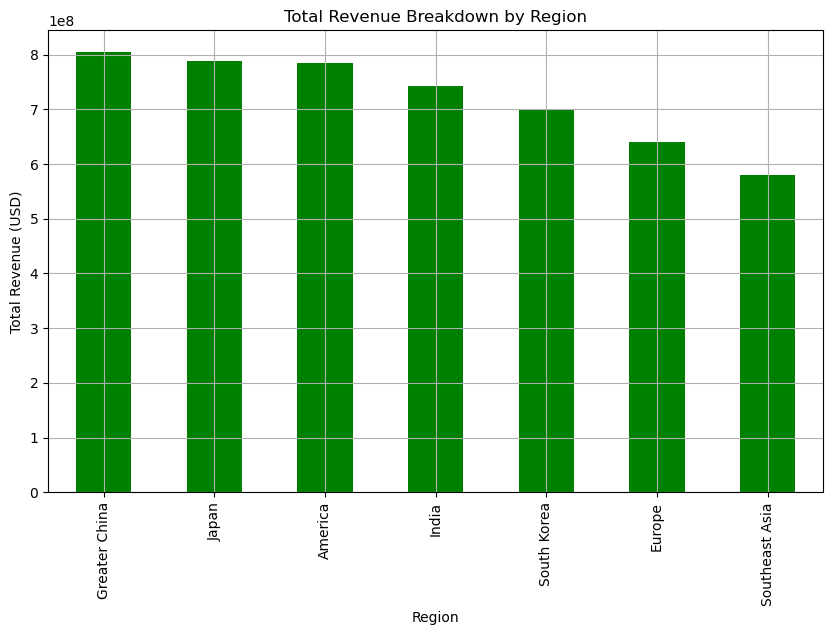 Total Revenue Breakdown by Region
1e8
Total Revenue (USD)
8
7
6
5
4
3
2
1
0
Greater China
Japan
America
India
South Korea
Europe
Southeast Asia
Region